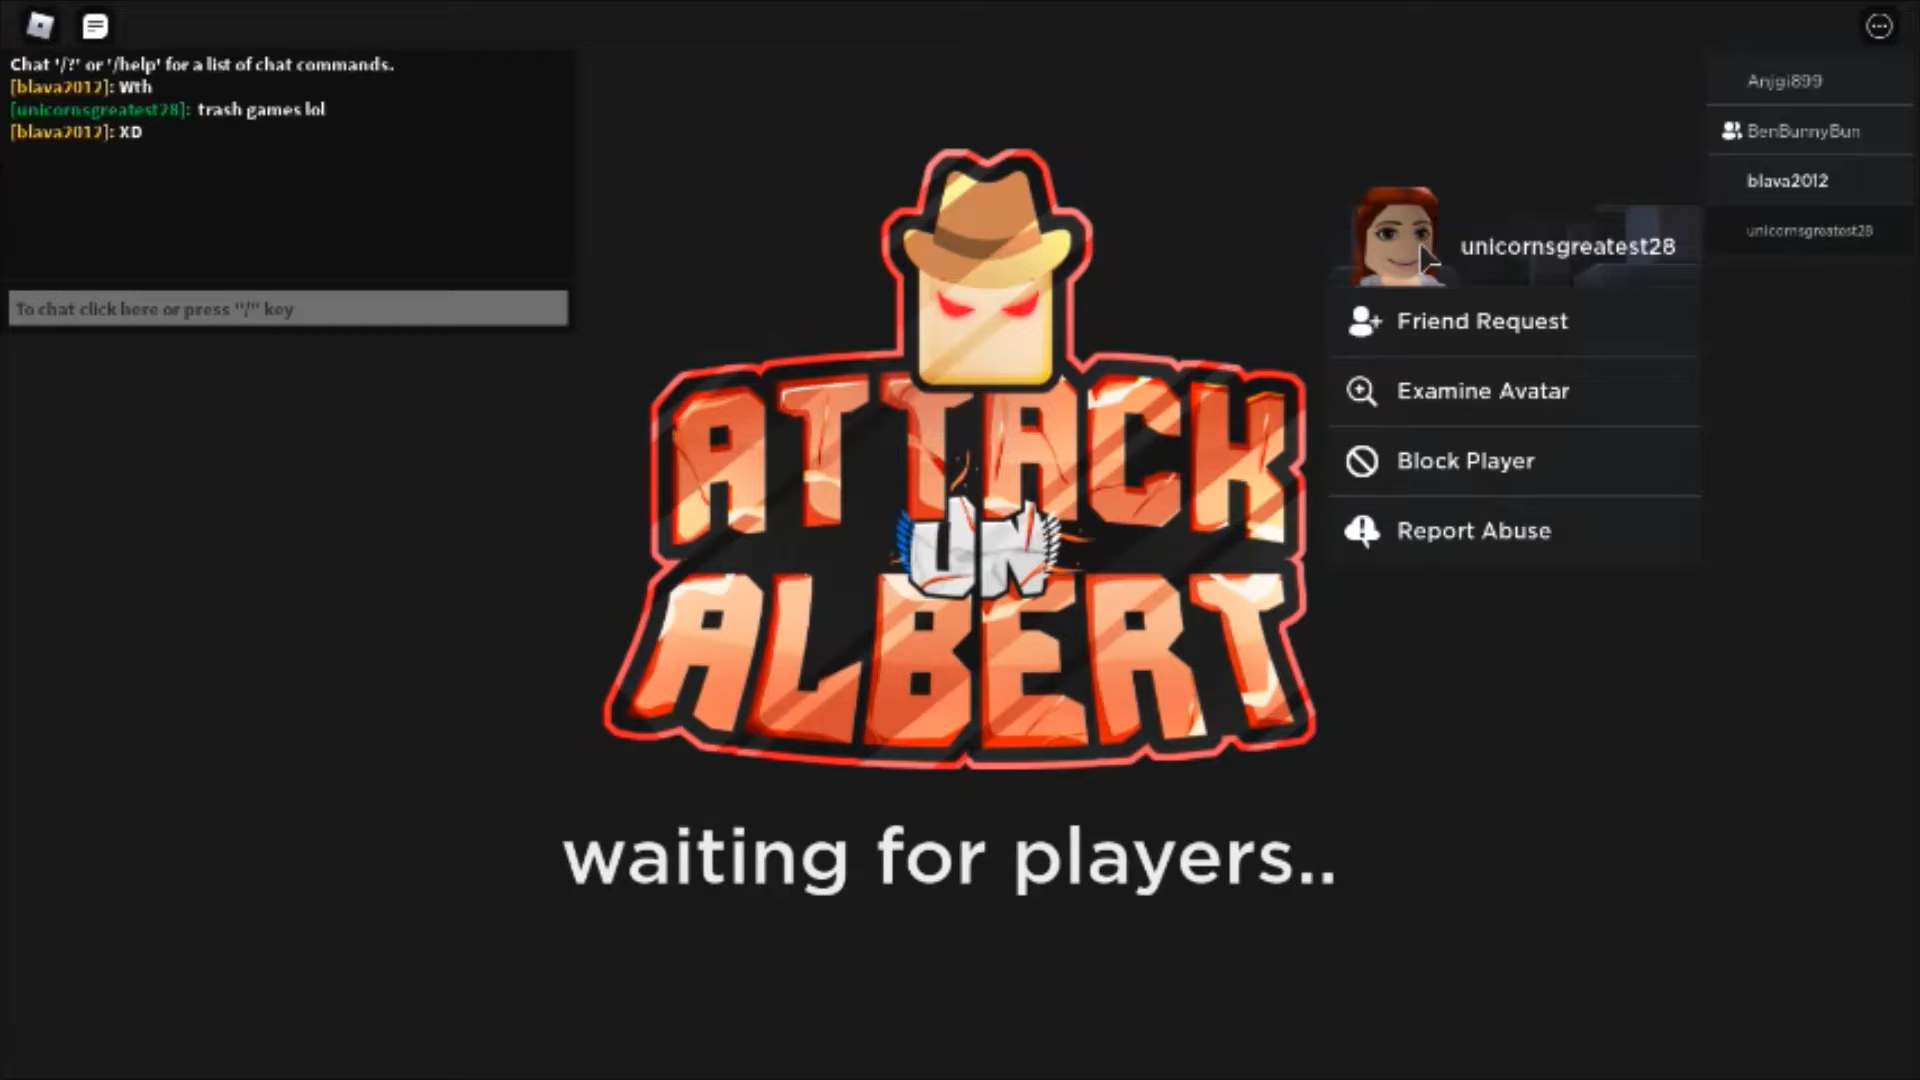 Chat '/?' or '/help' for a list of chat commands.
[blava2012]: Wth
[unicornsgreatest28]: trash games lol
[blava2012]: XD
To chat click here or press "/" key
Anjgi899
BenBunnyBun
blava2012
unicornsgreatest28
unicornsgreatest28
Friend Request
Examine Avatar
Block Player
Report Abuse
ATTACK
UN
ALBERT
waiting for players..